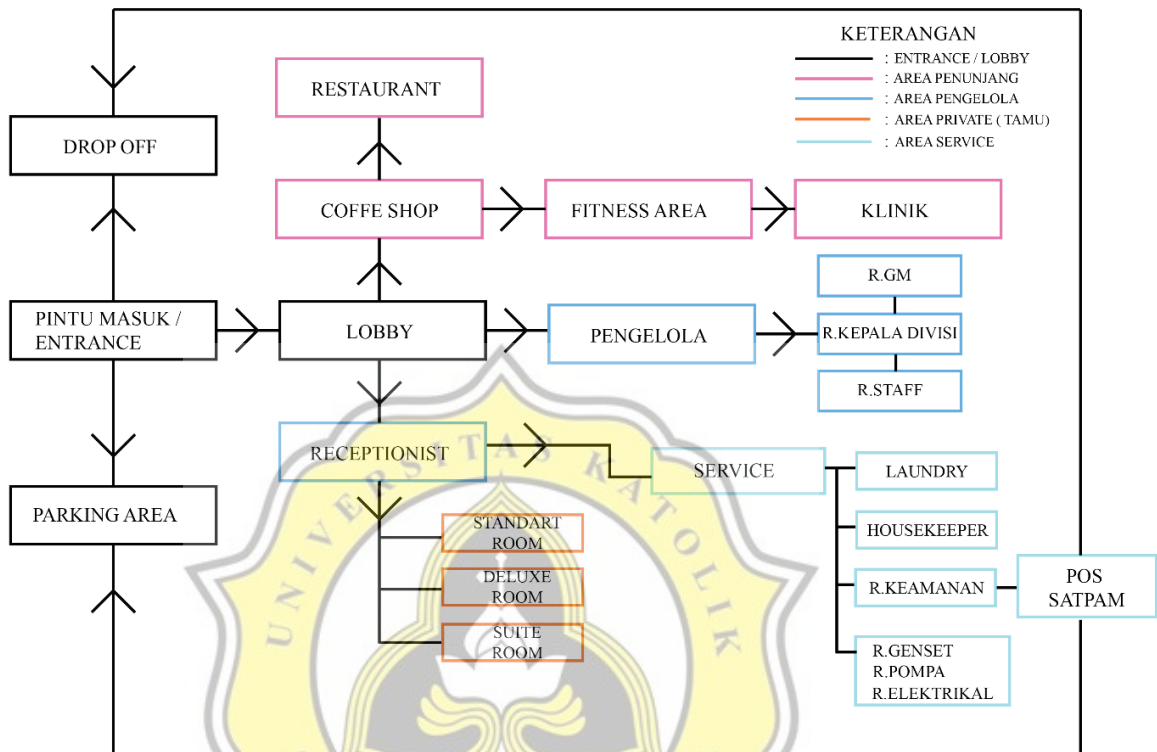 KETERANGAN
: ENTRANCE / LOBBY
: AREA PENUNJANG
: AREA PENGELOLA
: AREA PRIVATE ( TAMU)
: AREA SERVICE
RESTAURANT
DROP OFF
COFFE SHOP
FITNESS AREA
KLINIK
R.GM
PINTU MASUK /
ENTRANCE
LOBBY
PENGELOLA
R.KEPALA DIVISI
R.STAFF
RECEPTIONIST
SERVICE
LAUNDRY
PARKING AREA
STANDART
ROOM
HOUSEKEEPER
DELUXE
ROOM
R.KEAMANAN
POS
SATPAM
SUITE
ROOM
R.GENSET
R.POMPA
R.ELEKTRIKAL
UNIVERSITAS KATOLIK